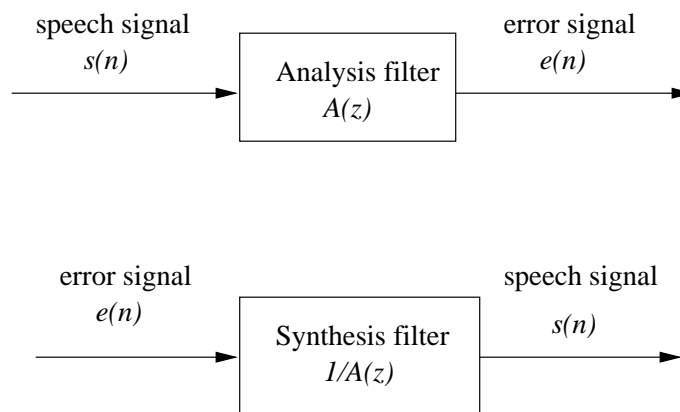 speech signal
s(n)
error signal
e(n)
Analysis filter
A(z)
error signal
e(n)
speech signal
s(n)
Synthesis filter
1/A(z)